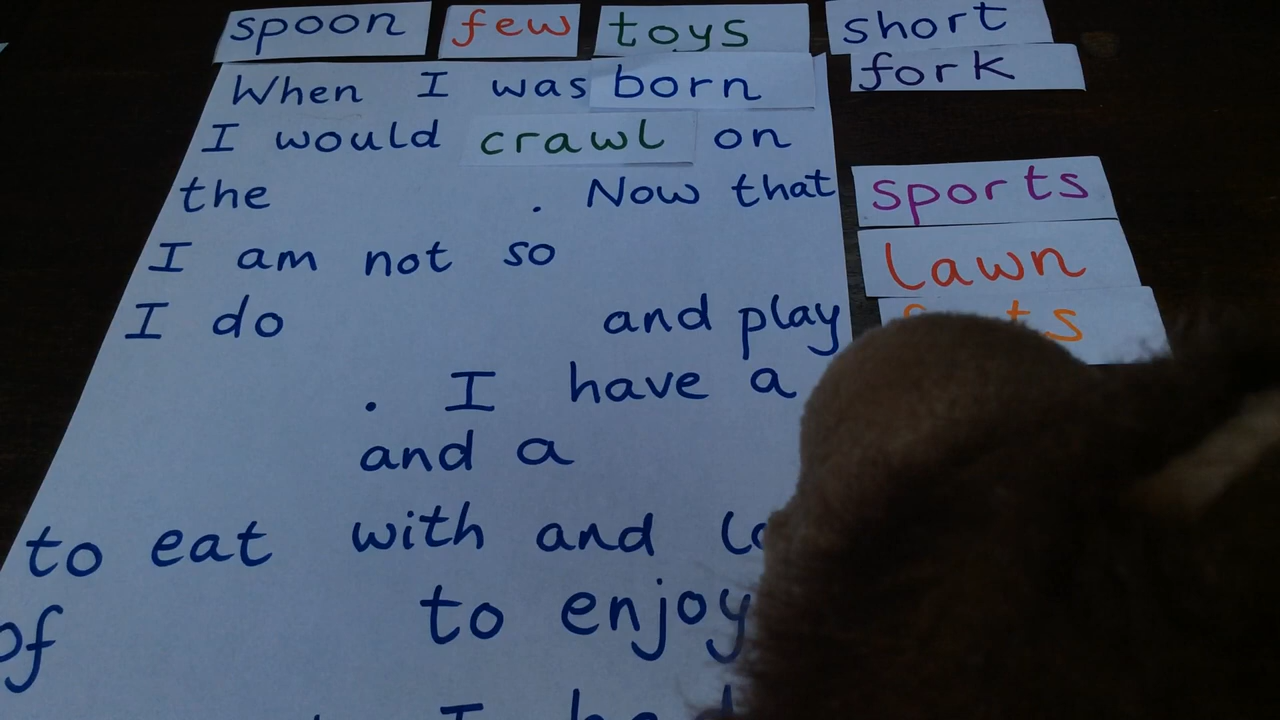 spoon few toys short
fork
When I was born
I would crawl on
the . Now that
I am not so
I do and play
. I have a
and a
to eat with and
of to enjoy
I
sports
lawn